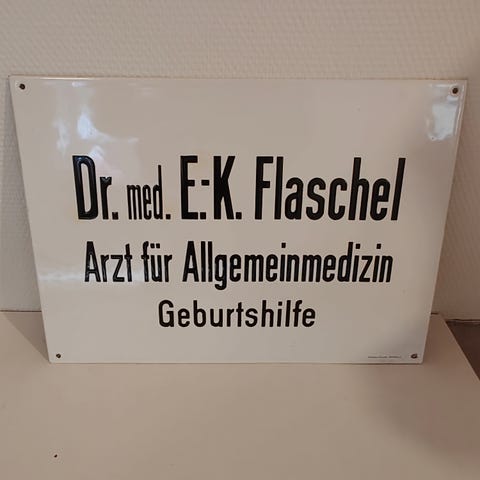 Dr. med. E.-K. Flaschel
Arzt für Allgemeinmedizin
Geburtshilfe